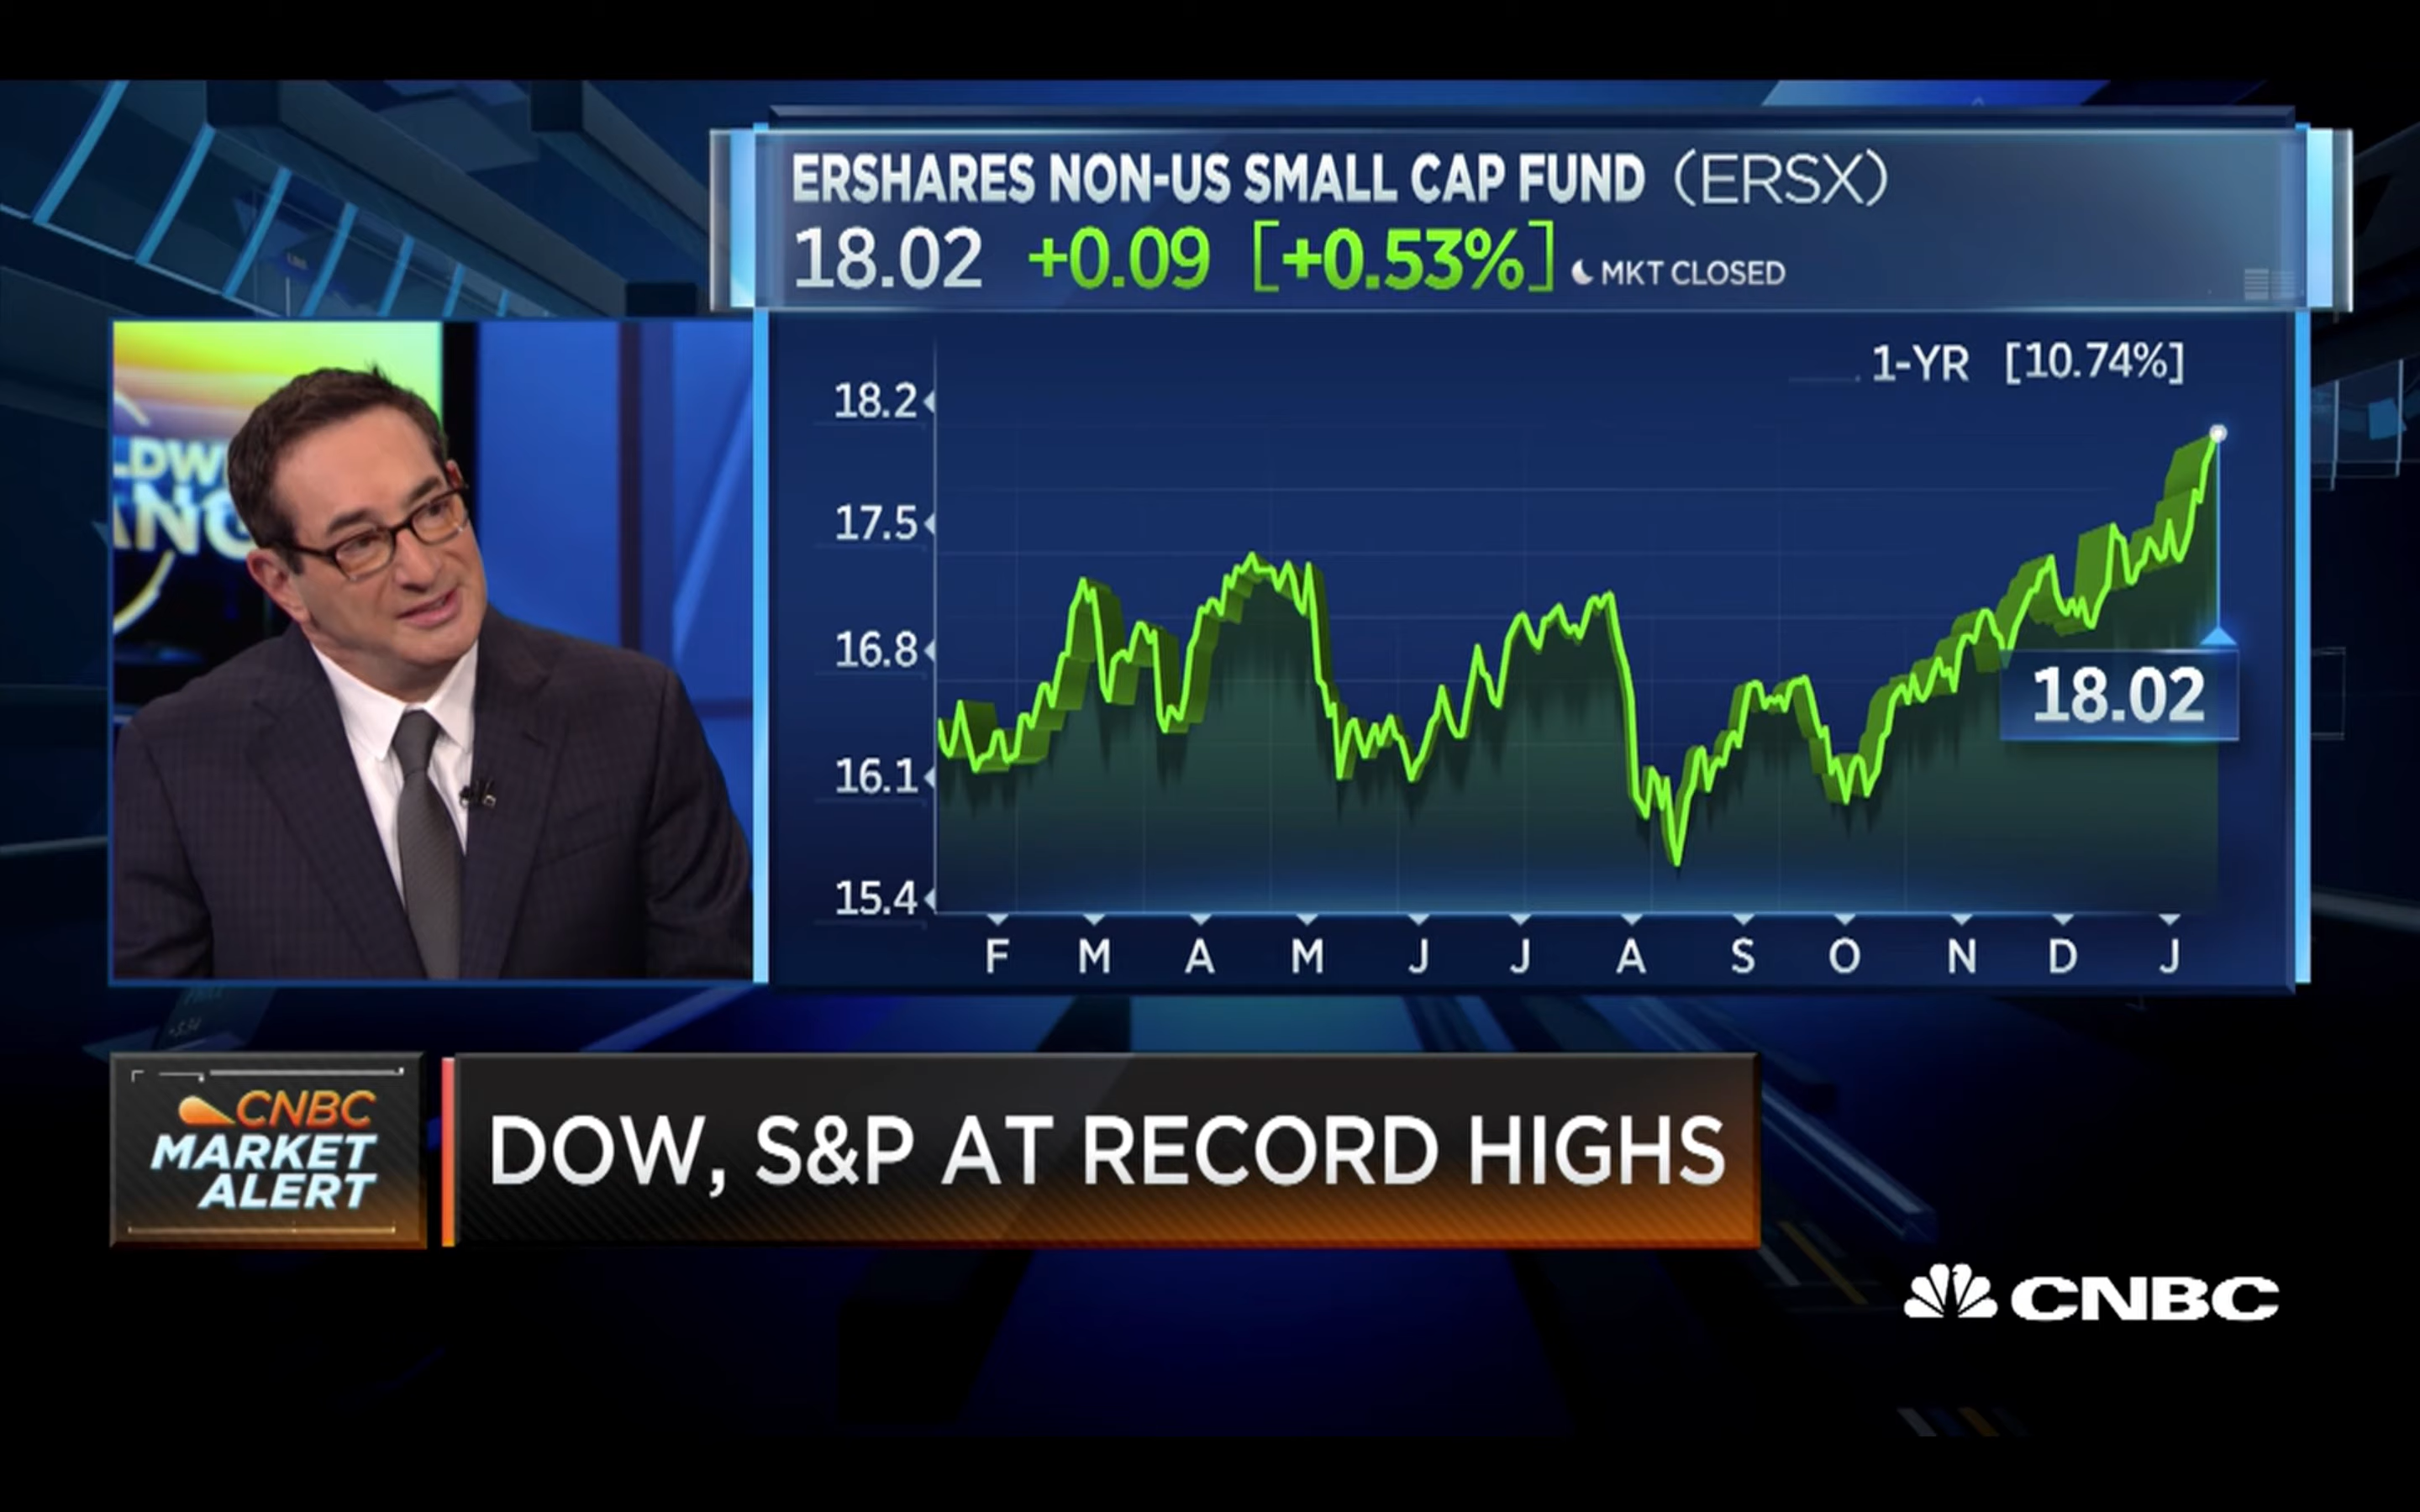 ERSHARES NON-US SMALL CAP FUND (ERSX)
18.02 +0.09 [+0.53%] MKT CLOSED
1-YR [10.74%]
18.2
17.5
16.8
16.1
15.4
18.02
F M A M J J A S O N D J
LDW
ANG
CNBC
MARKET
ALERT
DOW, S&P AT RECORD HIGHS
CNBC